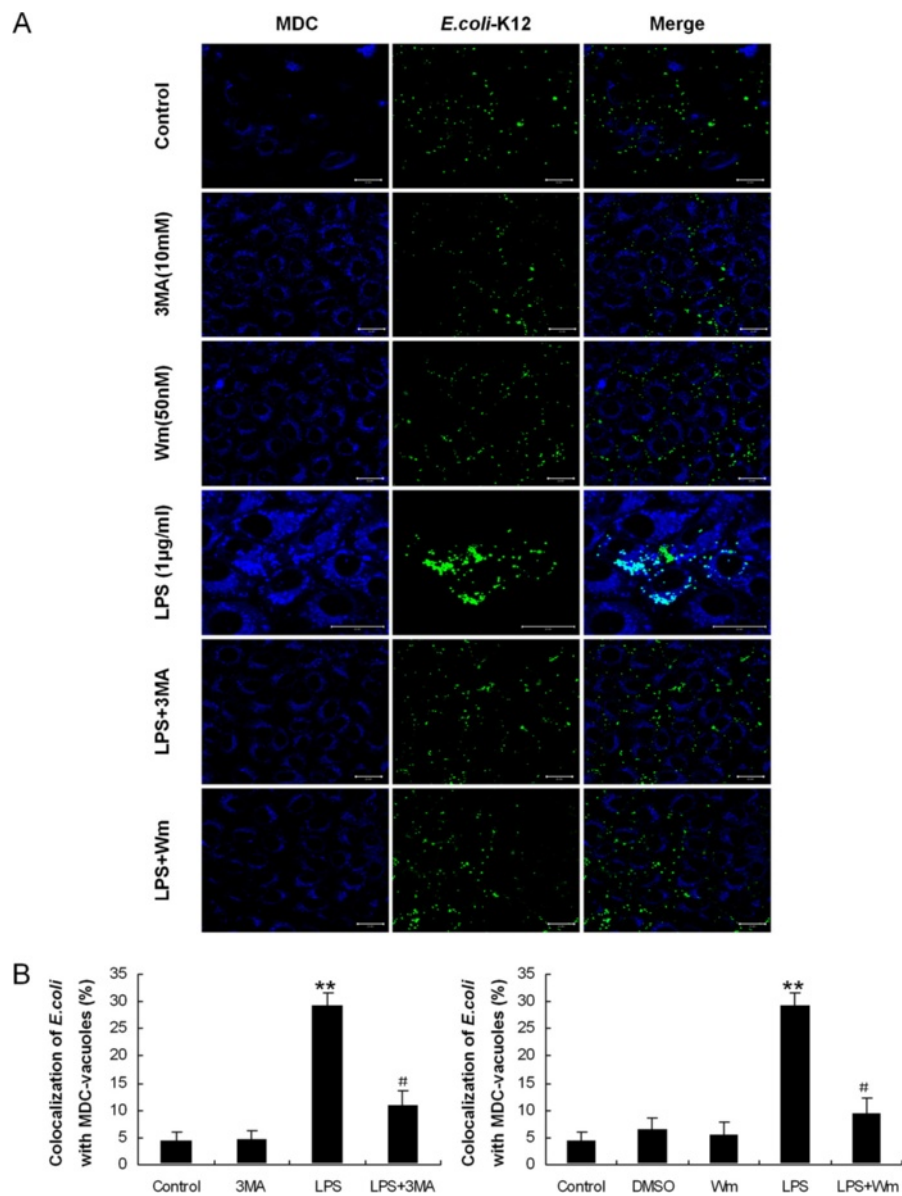 A
MDC E.coli-K12 Merge
Control
3MA(10mM)
Wm(50nM)
LPS (1µg/ml)
LPS+3MA
LPS+Wm
B
Colocalization of E.coli
with MDC-vacuoles (%)
35
30
25
20
15
10
5
0
**
#
Control 3MA LPS LPS+3MA
Colocalization of E.coli
with MDC-vacuoles (%)
35
30
25
20
15
10
5
0
**
#
Control DMSO Wm LPS LPS+Wm